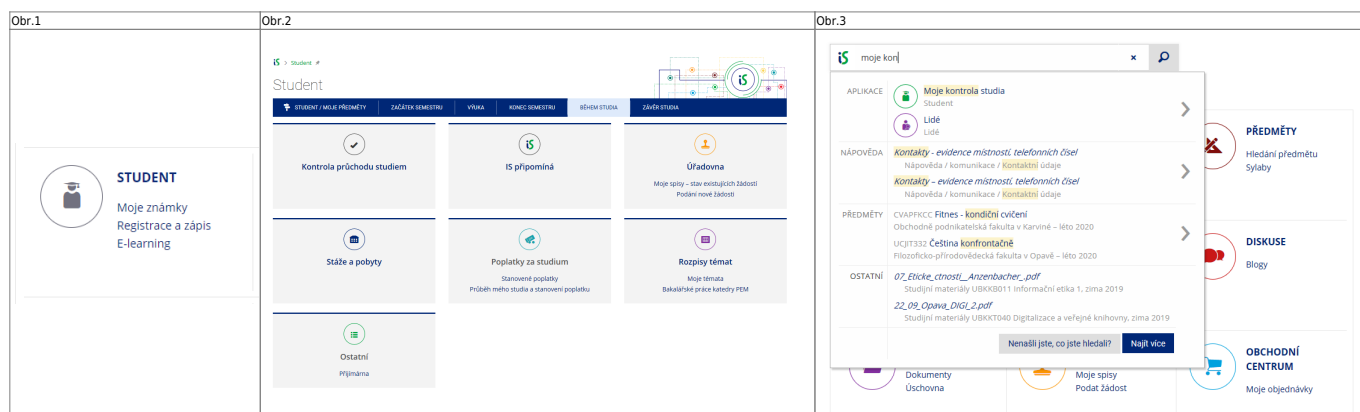 Obr.1
Obr.2
Obr.3
STUDENT
Moje známky
Registrace a zápis
E-learning
iS > Student
Student
iS
STUDENT / MOJE PŘEDMĚTY ZAČÁTEK SEMESTRU VÝUKA KONEC SEMESTRU BĚHEM STUDIA ZÁVĚR STUDIA
Kontrola průchodu studiem
iS
IS připomíná
Úřadovna
Moje spisy – stav existujících žádostí
Podání nové žádosti
Stáže a pobyty
Poplatky za studium
Stanovené poplatky
Průběh mého studia a stanovení poplatku
Rozpisy témat
Moje témata
Bakalářské práce katedry PEM
Ostatní
Přijímárna
iS moje kon ×
APLIKACE Moje kontrola studia
Student
Lidé
Lidé
NÁPOVĚDA Kontakty - evidence místností, telefonních čísel
Nápověda / komunikace / Kontaktní údaje
Kontakty – evidence místností, telefonních čísel
Nápověda / komunikace / Kontaktní údaje
PŘEDMĚTY CVAPFKCC Fitnes - kondiční cvičení
Obchodně podnikatelská fakulta v Karviné – léto 2020
UCJIT332 Čeština konfrontačně
Filozoficko-přírodovědecká fakulta v Opavě – léto 2020
OSTATNÍ 07_Eticke_ctnosti__Anzenbacher_.pdf
Studijní materiály UBKKB011 Informační etika 1, zima 2019
22_09_Opava_DIGI_2.pdf
Studijní materiály UBKKT040 Digitalizace a veřejné knihovny, zima 2019
Nenašli jste, co jste hledali? Najít více
PŘEDMĚTY
Hledání předmětu
Sylaby
DISKUSE
Blogy
Dokumenty
Úschovna
Moje spisy
Podat žádost
OBCHODNÍ
CENTRUM
Moje objednávky